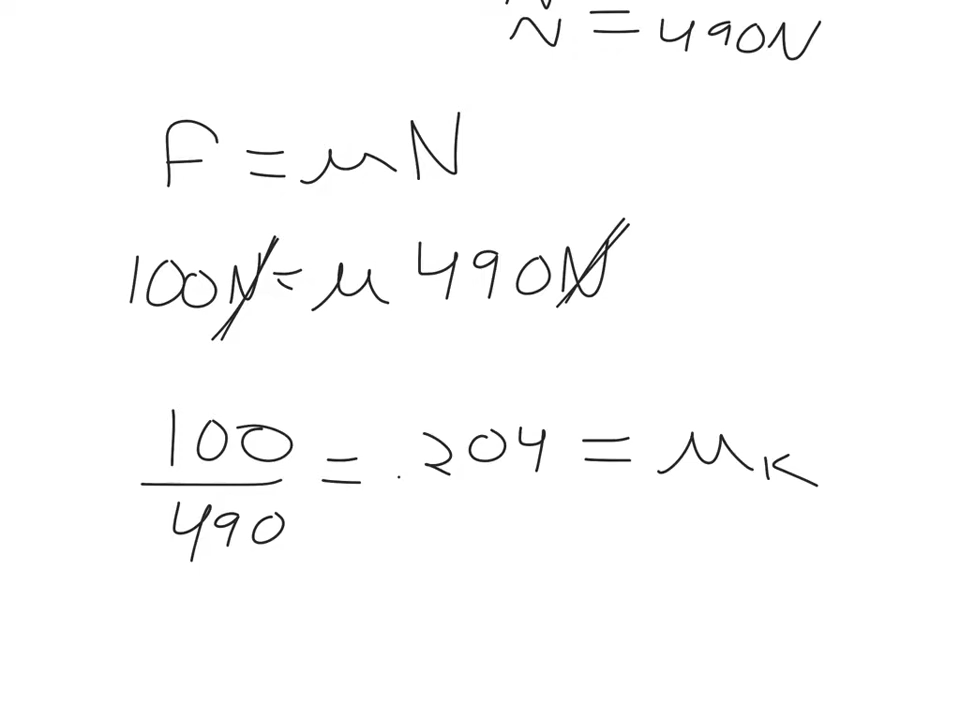 N = 490N
F = μN
100N = μ 490N
100
490
= .204 = μK